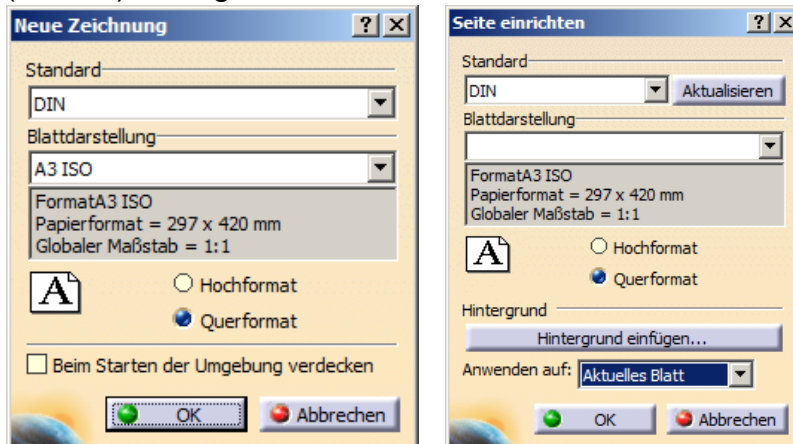 Neue Zeichnung
Standard
DIN
Blattdarstellung
A3 ISO
FormatA3 ISO
Papierformat = 297 x 420 mm
Globaler Maßstab = 1:1
A
Hochformat
Querformat
Beim Starten der Umgebung verdecken
OK
Abbrechen
Seite einrichten
Standard
DIN
Aktualisieren
Blattdarstellung
FormatA3 ISO
Papierformat = 297 x 420 mm
Globaler Maßstab = 1:1
A
Hochformat
Querformat
Hintergrund
Hintergrund einfügen...
Anwenden auf: Aktuelles Blatt
OK
Abbrechen